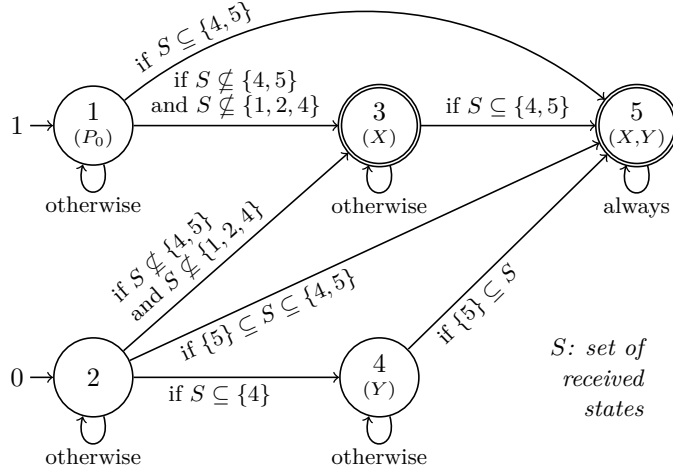 if S ⊆ {4, 5}
if S ⊈ {4, 5}
and S ⊈ {1, 2, 4}
1
1
(P₀)
otherwise
3
(X)
otherwise
if S ⊆ {4, 5}
5
(X,Y)
always
if S ⊈ {4, 5}
and S ⊈ {1, 2, 4}
if {5} ⊆ S ⊆ {4, 5}
if {5} ⊆ S
0
2
otherwise
if S ⊆ {4}
4
(Y)
otherwise
S: set of
received
states